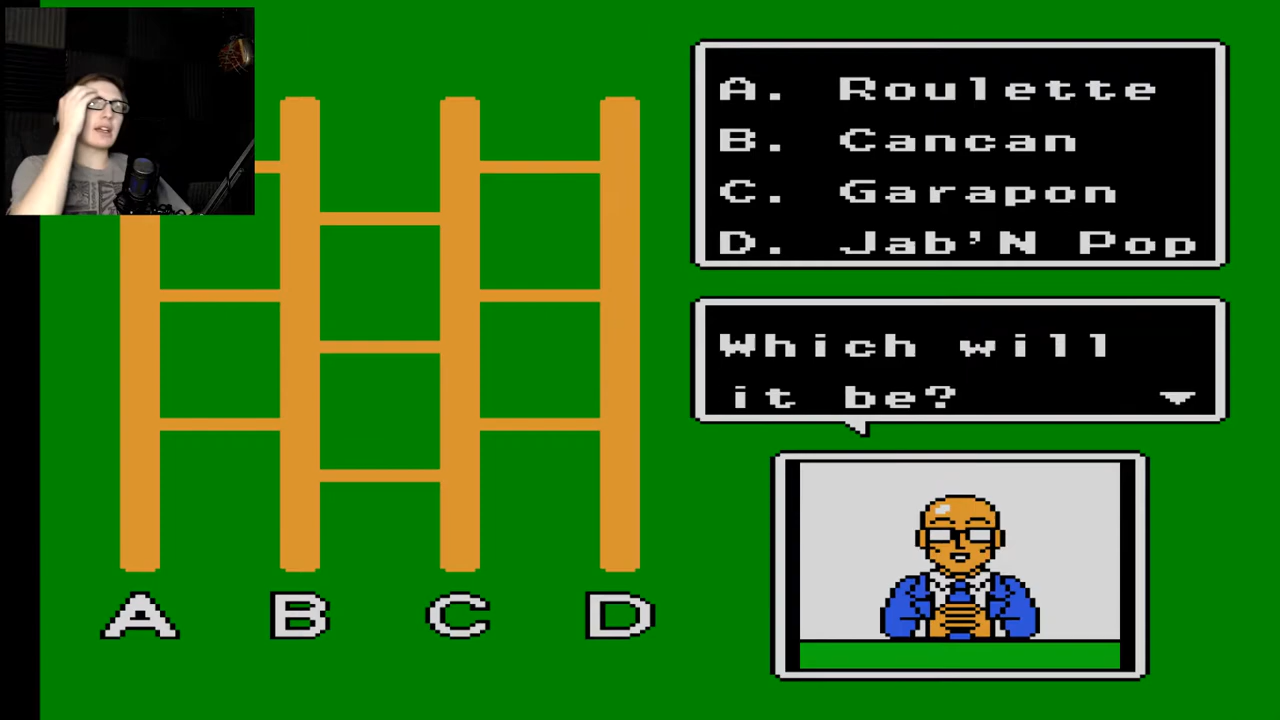 A. Roulette
B. Cancan
C. Garapon
D. Jab'N Pop
Which will
it be?
A B C D